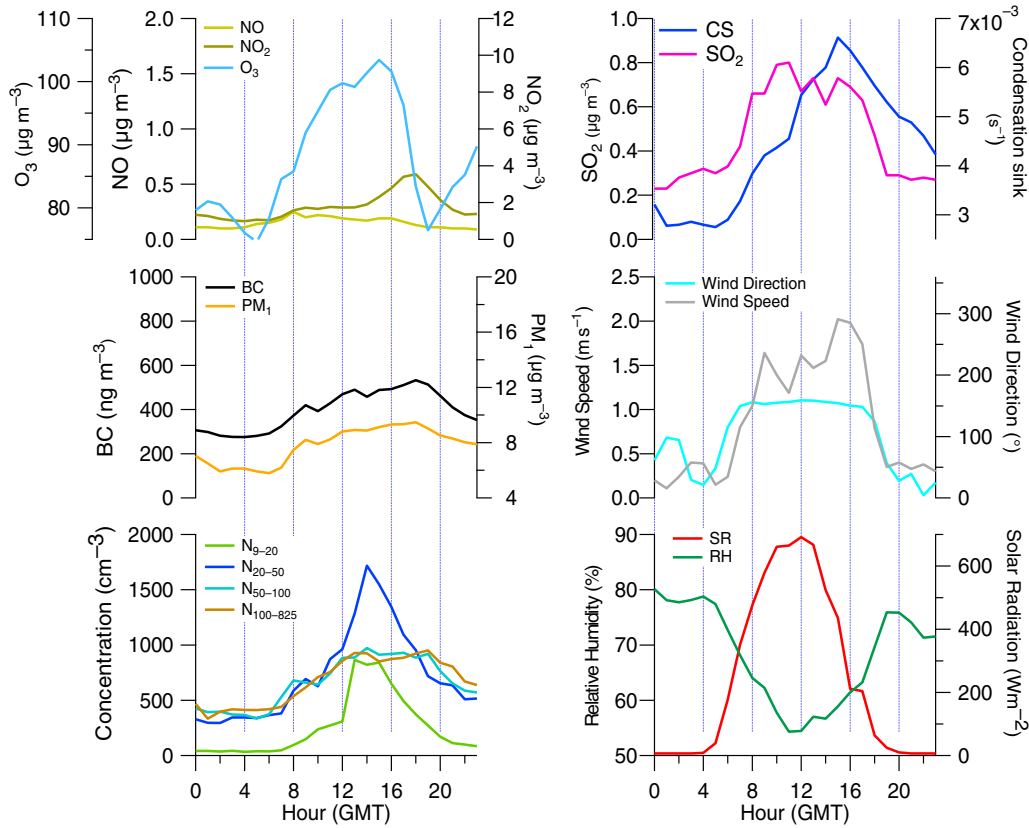 O₃ (µg m⁻³)
110
100
90
80
NO (µg m⁻³)
2.0
1.5
1.0
0.5
0.0
NO
NO₂
O₃
12
10
8
6
4
2
0
NO₂ (µg m⁻³)
SO₂ (µg m⁻³)
1.0
0.8
0.6
0.4
0.2
0.0
CS
SO₂
7x10⁻³
6
5
4
3
Condensation sink
(s⁻¹)
BC (ng m⁻³)
1000
800
600
400
200
0
BC
PM₁
20
16
12
8
4
PM₁ (µg m⁻³)
Wind Speed (m s⁻¹)
2.5
2.0
1.5
1.0
0.5
0.0
Wind Direction
Wind Speed
300
200
100
0
Wind Direction (°)
Concentration (cm⁻³)
2000
1500
1000
500
0
N₉₋₂₀
N₂₀₋₅₀
N₅₀₋₁₀₀
N₁₀₀₋₈₂₅
0 4 8 12 16 20
Hour (GMT)
Relative Humidity (%)
90
80
70
60
50
SR
RH
600
400
200
0
Solar Radiation (Wm⁻²)
0 4 8 12 16 20
Hour (GMT)